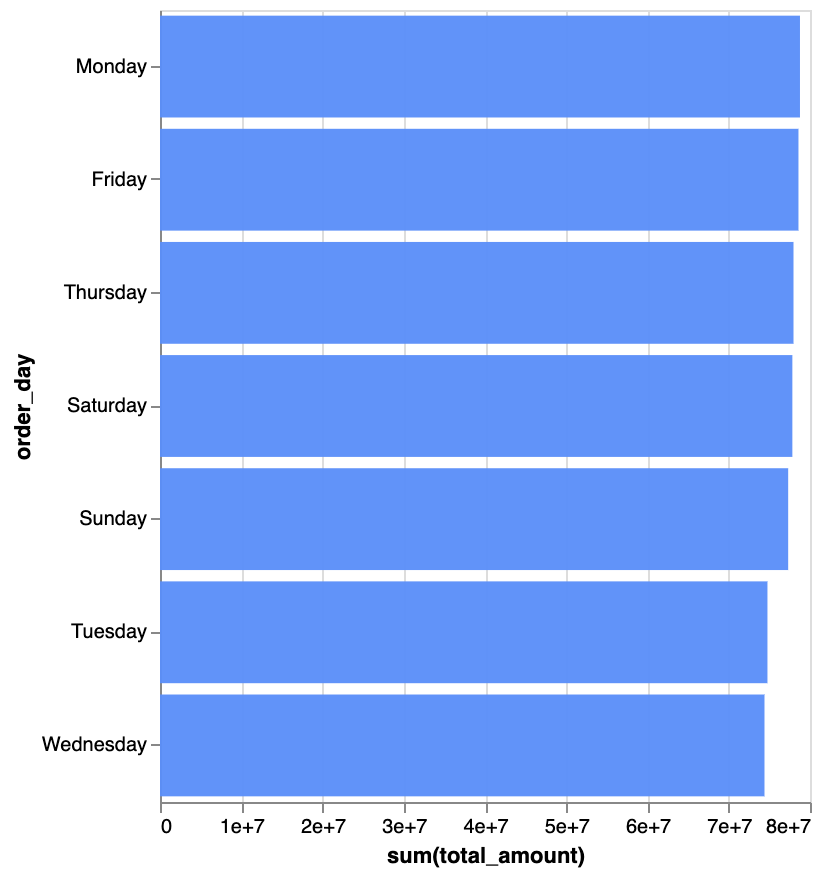 Monday
Friday
Thursday
Saturday
Sunday
Tuesday
Wednesday
order_day
0 1e+7 2e+7 3e+7 4e+7 5e+7 6e+7 7e+7 8e+7
sum(total_amount)